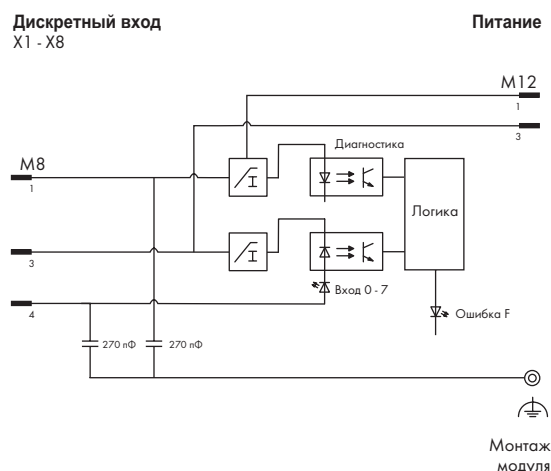 Дискретный вход
X1 - X8
Питание
M12
1
3
Диагностика
M8
1
Логика
3
Вход 0 - 7
4
Ошибка F
270 пФ
270 пФ
Монтаж
модуля